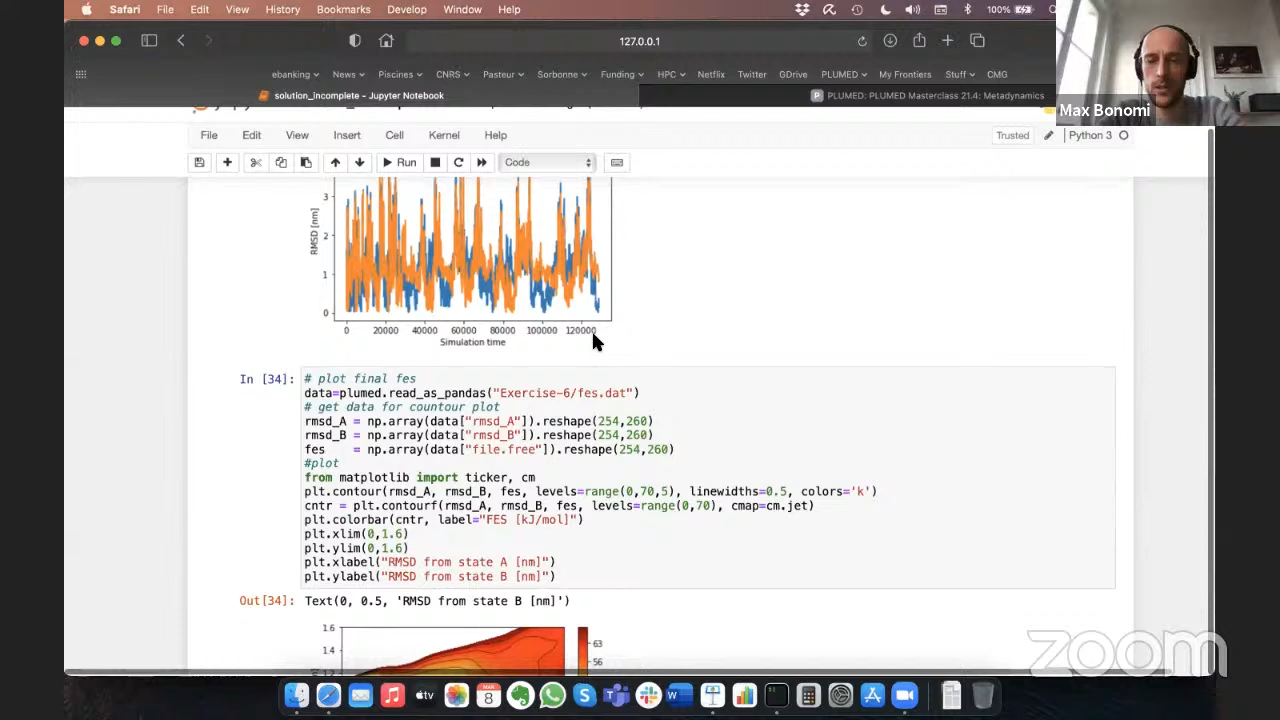 Safari File Edit View History Bookmarks Develop Window Help 100%
127.0.0.1
ebanking News Piscines CNRS Pasteur Sorbonne Funding HPC Netflix Twitter GDrive PLUMED My Frontiers Stuff CMG
solution_incomplete - Jupyter Notebook
P PLUMED: PLUMED Masterclass 21.4: Metadynamics
Max Bonomi
File Edit View Insert Cell Kernel Help
Trusted Python 3
Run Code
3
2
1
0
RMSD [nm]
0 20000 40000 60000 80000 100000 120000
Simulation time
In [34]:
# plot final fes
data=plumed.read_as_pandas("Exercise-6/fes.dat")
# get data for countour plot
rmsd_A = np.array(data["rmsd_A"]).reshape(254,260)
rmsd_B = np.array(data["rmsd_B"]).reshape(254,260)
fes = np.array(data["file.free"]).reshape(254,260)
#plot
from matplotlib import ticker, cm
plt.contour(rmsd_A, rmsd_B, fes, levels=range(0,70,5), linewidths=0.5, colors='k')
cntr = plt.contourf(rmsd_A, rmsd_B, fes, levels=range(0,70), cmap=cm.jet)
plt.colorbar(cntr, label="FES [kJ/mol]")
plt.xlim(0,1.6)
plt.ylim(0,1.6)
plt.xlabel("RMSD from state A [nm]")
plt.ylabel("RMSD from state B [nm]")
Out[34]: Text(0, 0.5, 'RMSD from state B [nm]')
1.6
1.4
63
56
zoom
tv
MAR
8